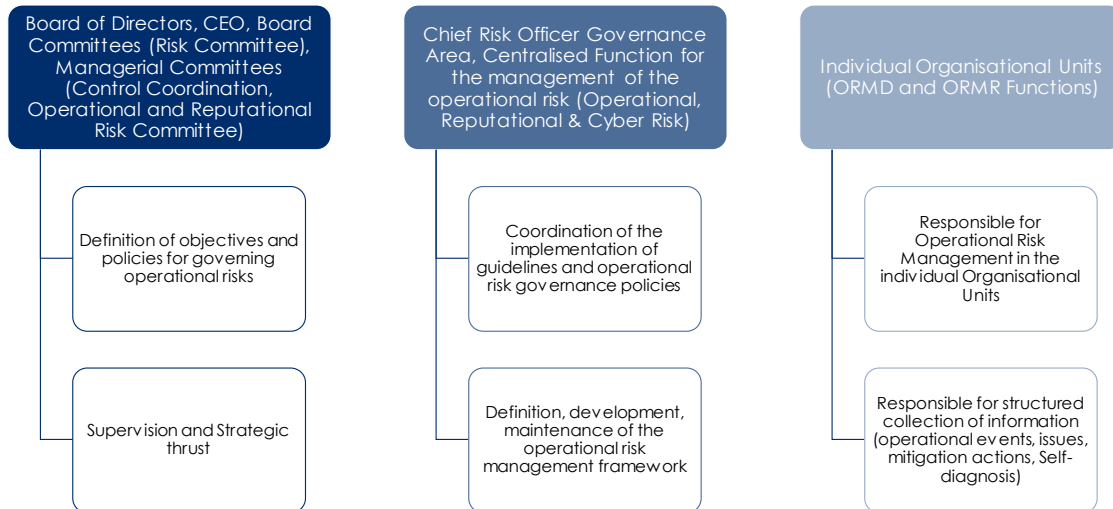 Board of Directors, CEO, Board
Committees (Risk Committee),
Managerial Committees
(Control Coordination,
Operational and Reputational
Risk Committee)
Definition of objectives and
policies for governing
operational risks
Supervision and Strategic
thrust
Chief Risk Officer Governance
Area, Centralised Function for
the management of the
operational risk (Operational,
Reputational & Cyber Risk)
Coordination of the
implementation of
guidelines and operational
risk governance policies
Definition, development,
maintenance of the
operational risk
management framework
Individual Organisational Units
(ORMD and ORMR Functions)
Responsible for
Operational Risk
Management in the
individual Organisational
Units
Responsible for structured
collection of information
(operational events, issues,
mitigation actions, Self-
diagnosis)